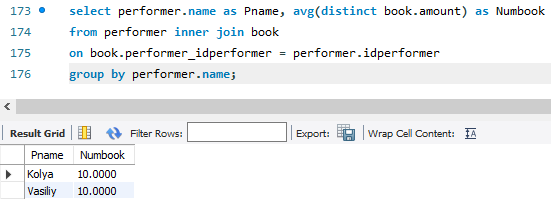 173 select performer.name as Pname, avg(distinct book.amount) as Numbook
174 from performer inner join book
175 on book.performer_idperformer = performer.idperformer
176 group by performer.name;
Result Grid Filter Rows: Export: Wrap Cell Content: IA
Pname Numbook
Kolya 10.0000
Vasiliy 10.0000